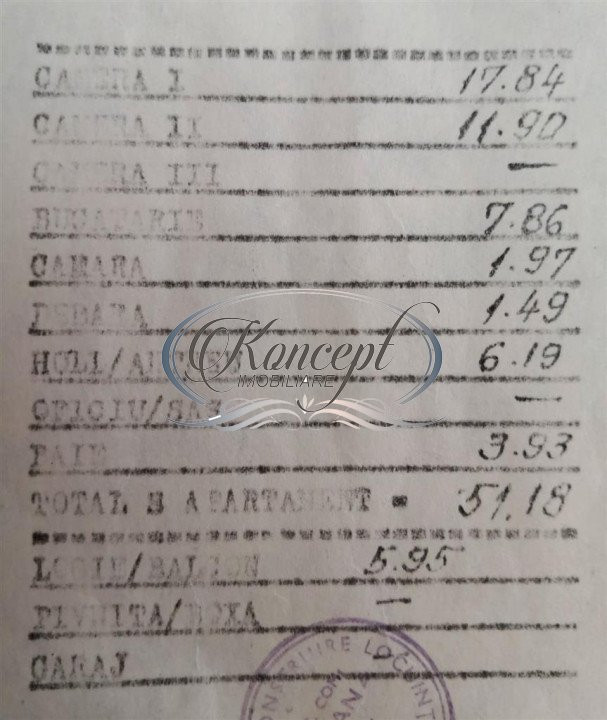 CAMERA I 17.84
CAMERA II 11.90
CAMERA III —
BUCATARIE 7.86
CAMARA 1.97
DEBARA 1.49
Koncept
HOLL/ 6.19
IMOBILIARE
OFICIU/SAS —
BAIE 3.93
TOTAL S APARTAMENT = 51.18
LOGIE/BALCON 5.95
PIVNITA/BOXA —
GARAJ -
LOCUINT